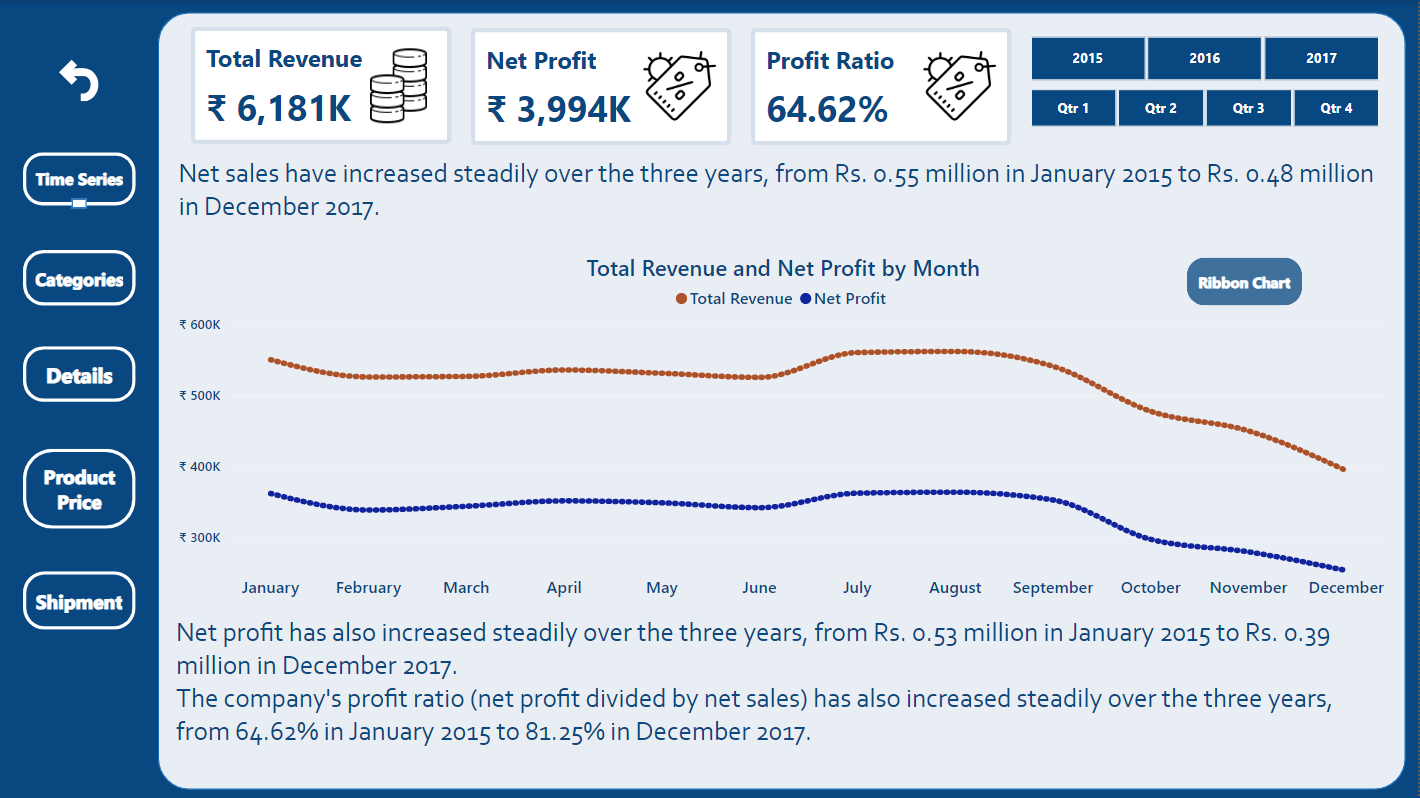 Total Revenue
₹ 6,181K
Net Profit
₹ 3,994K
Profit Ratio
64.62%
2015
2016
2017
Qtr 1
Qtr 2
Qtr 3
Qtr 4
Time Series
Categories
Details
Product
Price
Shipment
Net sales have increased steadily over the three years, from Rs. 0.55 million in January 2015 to Rs. 0.48 million
in December 2017.
Total Revenue and Net Profit by Month
Total Revenue
Net Profit
Ribbon Chart
₹ 600K
₹ 500K
₹ 400K
₹ 300K
January
February
March
April
May
June
July
August
September
October
November
December
Net profit has also increased steadily over the three years, from Rs. 0.53 million in January 2015 to Rs. 0.39
million in December 2017.
The company's profit ratio (net profit divided by net sales) has also increased steadily over the three years,
from 64.62% in January 2015 to 81.25% in December 2017.